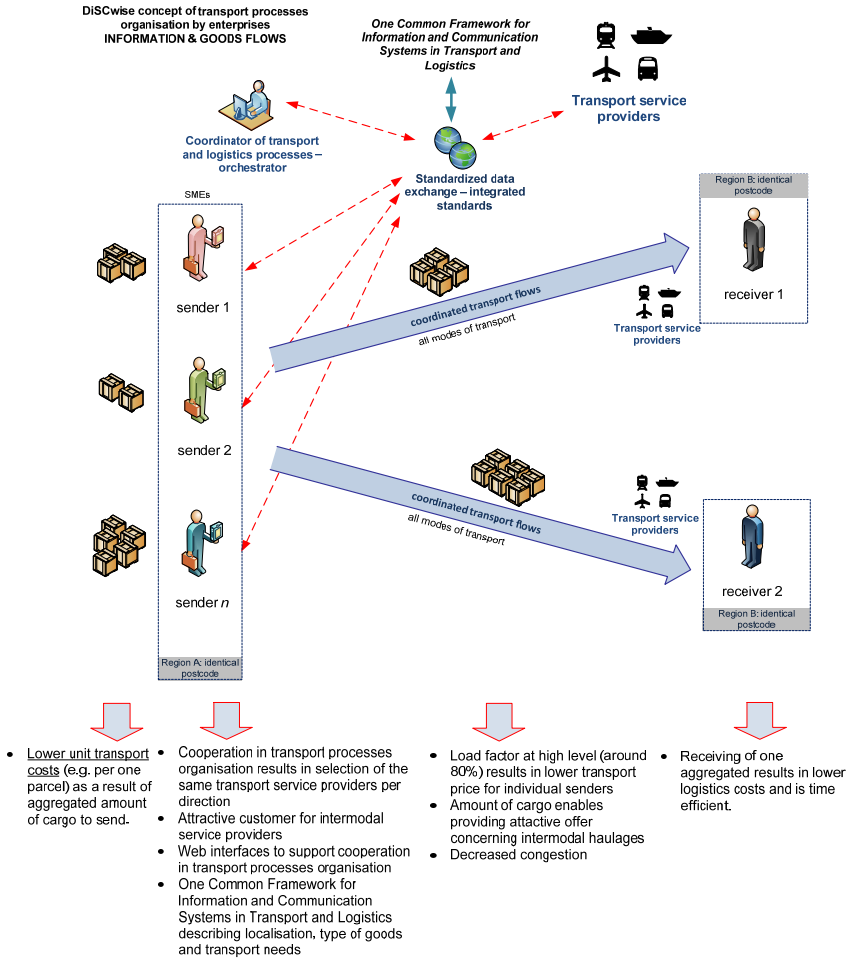 DiSCwise concept of transport processes
organisation by enterprises
INFORMATION & GOODS FLOWS
One Common Framework for
Information and Communication
Systems in Transport and
Logistics
Transport service
providers
Coordinator of transport
and logistics processes –
orchestrator
Standardized data
exchange – integrated
standards
SMEs
sender 1
sender 2
sender n
Region A: identical
postcode
coordinated transport flows
all modes of transport
Transport service
providers
Region B: identical
postcode
receiver 1
coordinated transport flows
all modes of transport
Transport service
providers
receiver 2
Region B: identical
postcode
• Lower unit transport
costs (e.g. per one
parcel) as a result of
aggregated amount
of cargo to send.
• Cooperation in transport processes
organisation results in selection of the
same transport service providers per
direction
• Attractive customer for intermodal
service providers
• Web interfaces to support cooperation
in transport processes organisation
• One Common Framework for
Information and Communication
Systems in Transport and Logistics
describing localisation, type of goods
and transport needs
• Load factor at high level (around
80%) results in lower transport
price for individual senders
• Amount of cargo enables
providing attactive offer
concerning intermodal haulages
• Decreased congestion
• Receiving of one
aggregated results in lower
logistics costs and is time
efficient.